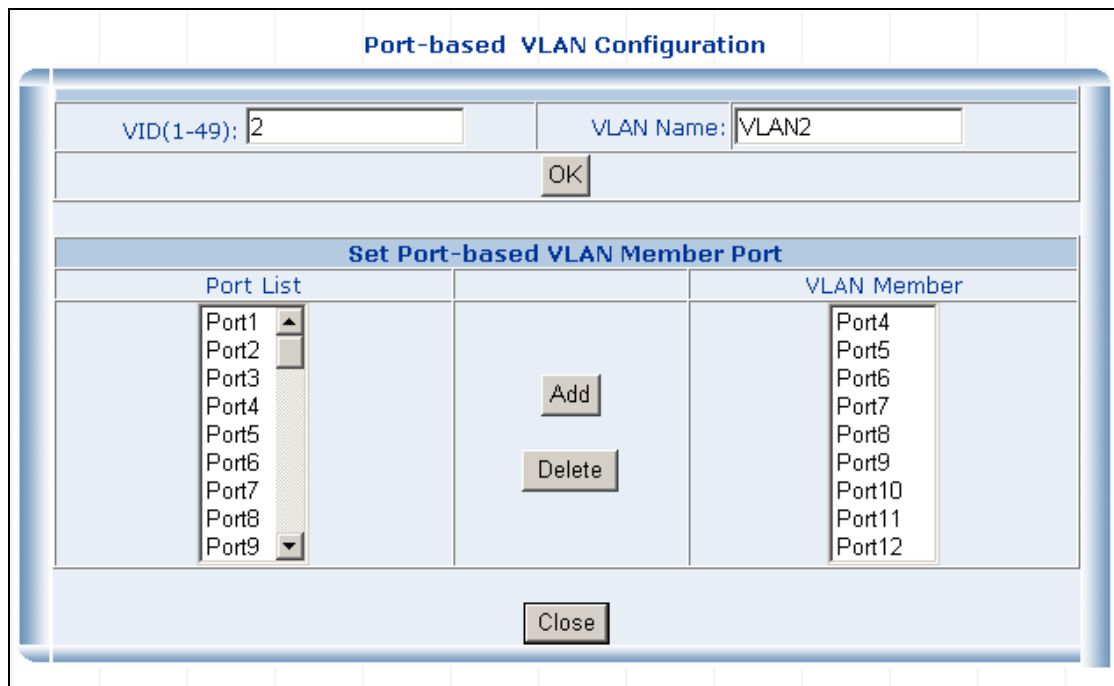 Port-based VLAN Configuration
VID(1-49): 2 VLAN Name: VLAN2
OK
Set Port-based VLAN Member Port
Port List VLAN Member
Port1 Port4
Port2 Port5
Port3 Port6
Port4 Port7
Port5 Port8
Port6 Port9
Port7 Port10
Port8 Port11
Port9 Port12
Add
Delete
Close